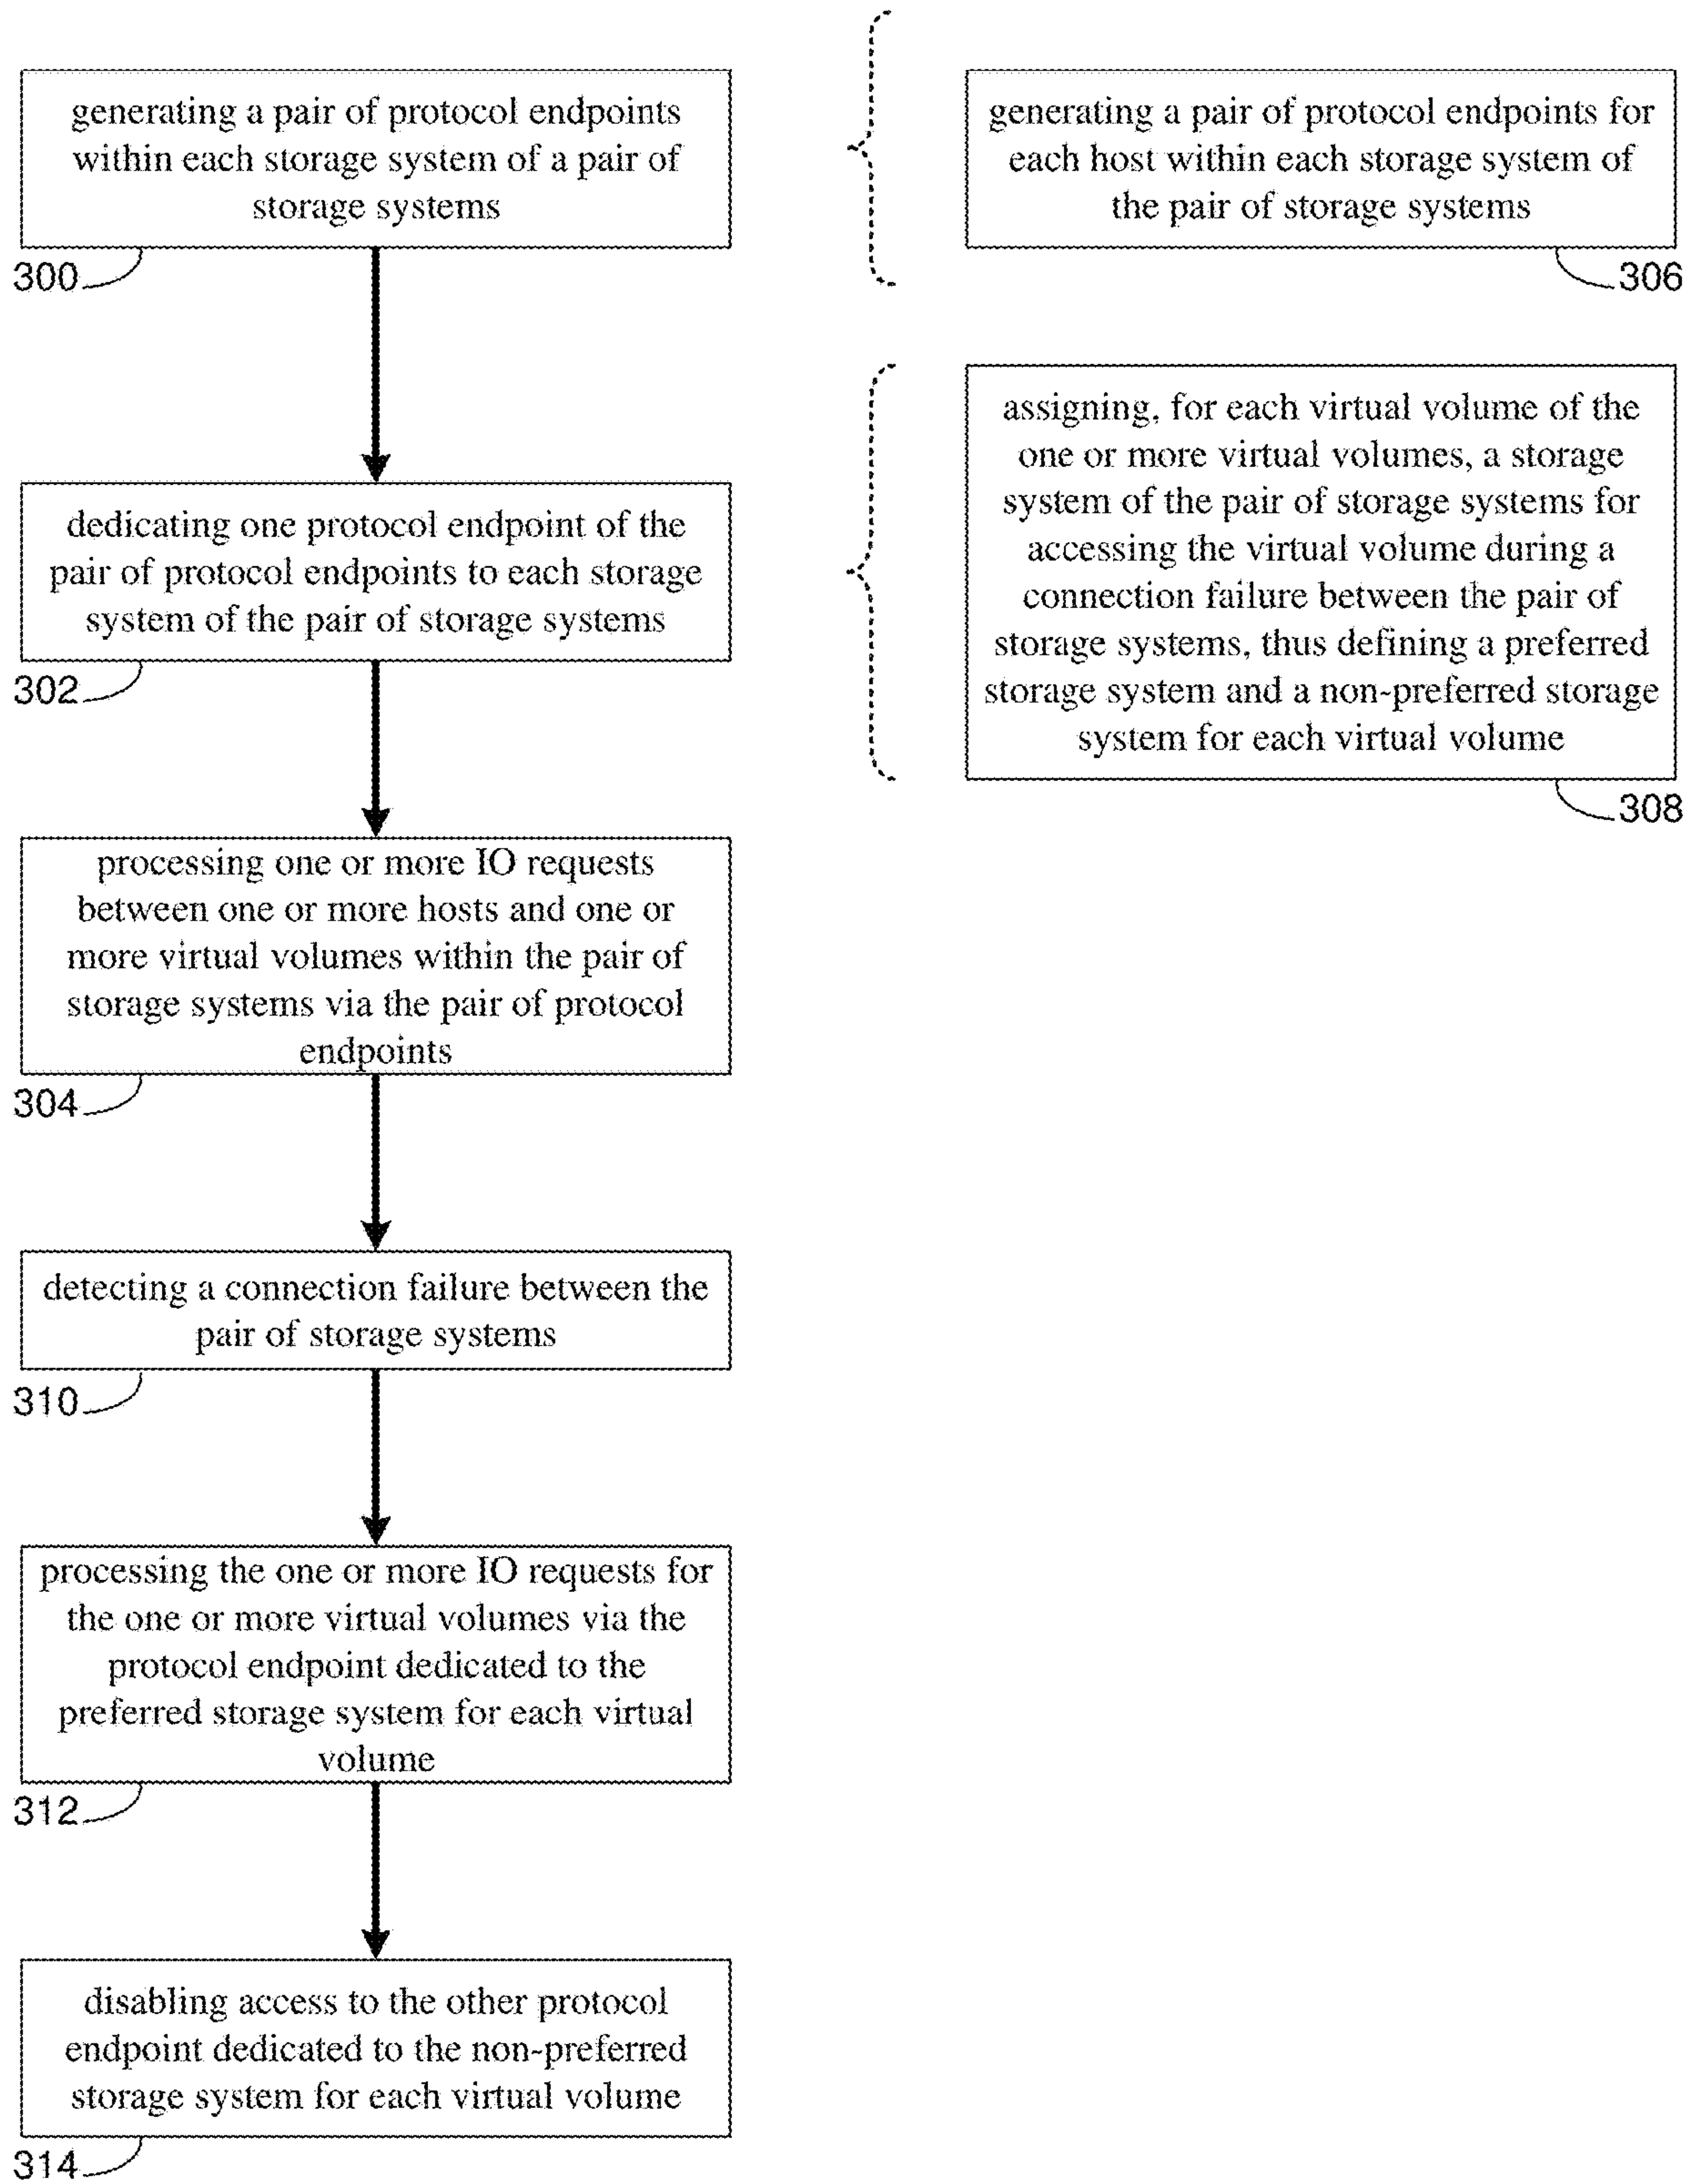 generating a pair of protocol endpoints
within each storage system of a pair of
storage systems
300
generating a pair of protocol endpoints for
each host within each storage system of
the pair of storage systems
306
dedicating one protocol endpoint of the
pair of protocol endpoints to each storage
system of the pair of storage systems
302
assigning, for each virtual volume of the
one or more virtual volumes, a storage
system of the pair of storage systems for
accessing the virtual volume during a
connection failure between the pair of
storage systems, thus defining a preferred
storage system and a non-preferred storage
system for each virtual volume
308
processing one or more IO requests
between one or more hosts and one or
more virtual volumes within the pair of
storage systems via the pair of protocol
endpoints
304
detecting a connection failure between the
pair of storage systems
310
processing the one or more IO requests for
the one or more virtual volumes via the
protocol endpoint dedicated to the
preferred storage system for each virtual
volume
312
disabling access to the other protocol
endpoint dedicated to the non-preferred
storage system for each virtual volume
314